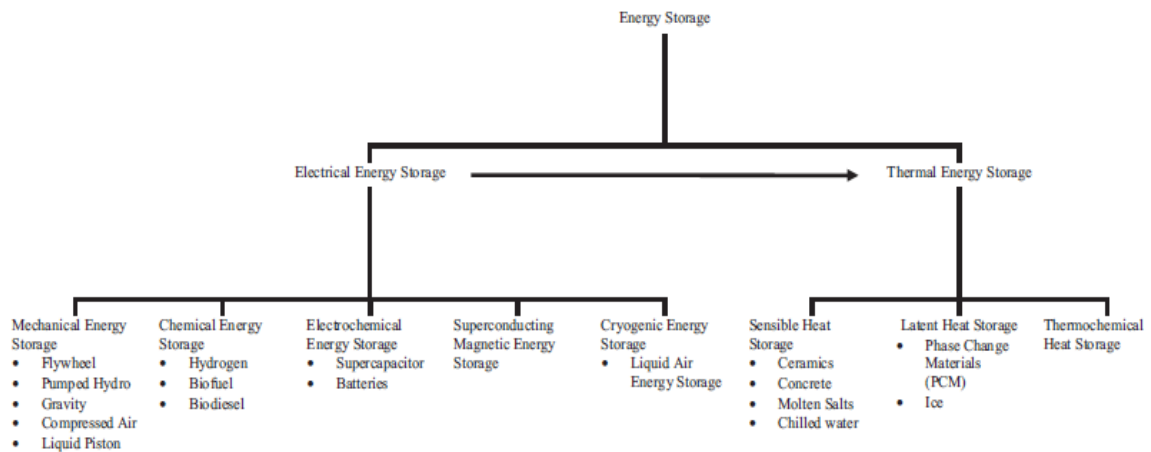 Energy Storage
Electrical Energy Storage
Thermal Energy Storage
Mechanical Energy
Storage
• Flywheel
• Pumped Hydro
• Gravity
• Compressed Air
• Liquid Piston
Chemical Energy
Storage
• Hydrogen
• Biofuel
• Biodiesel
Electrochemical
Energy Storage
• Supercapacitor
• Batteries
Superconducting
Magnetic Energy
Storage
Cryogenic Energy
Storage
• Liquid Air
Energy Storage
Sensible Heat
Storage
• Ceramics
• Concrete
• Molten Salts
• Chilled water
Latent Heat Storage
• Phase Change
Materials
(PCM)
• Ice
Thermochemical
Heat Storage